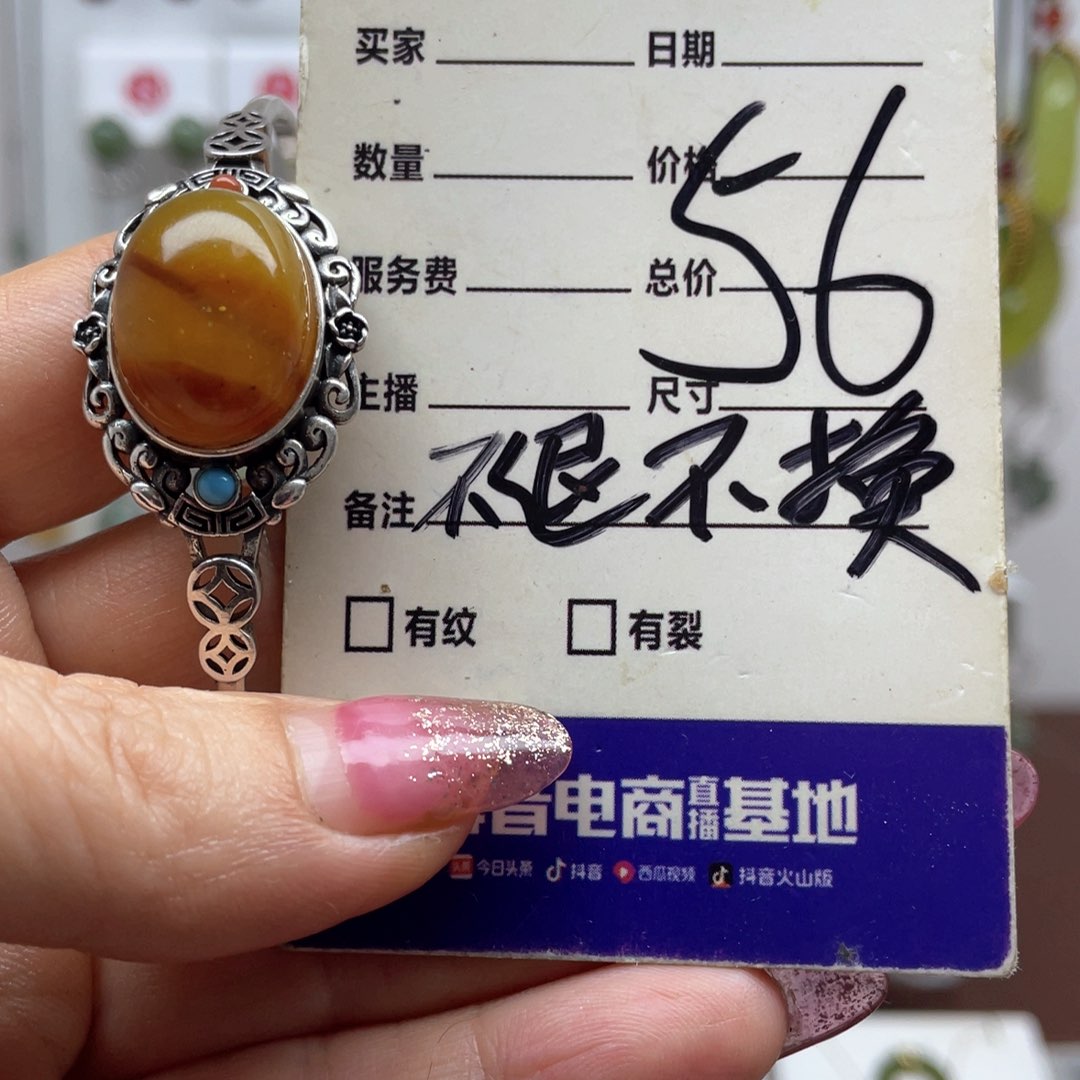 买家 日期
数量 价格
服务费 总价
主播 尺寸
56
备注 不退不换
有纹 有裂
音电商直播基地
头条 今日头条 抖音 西瓜视频 抖音火山版